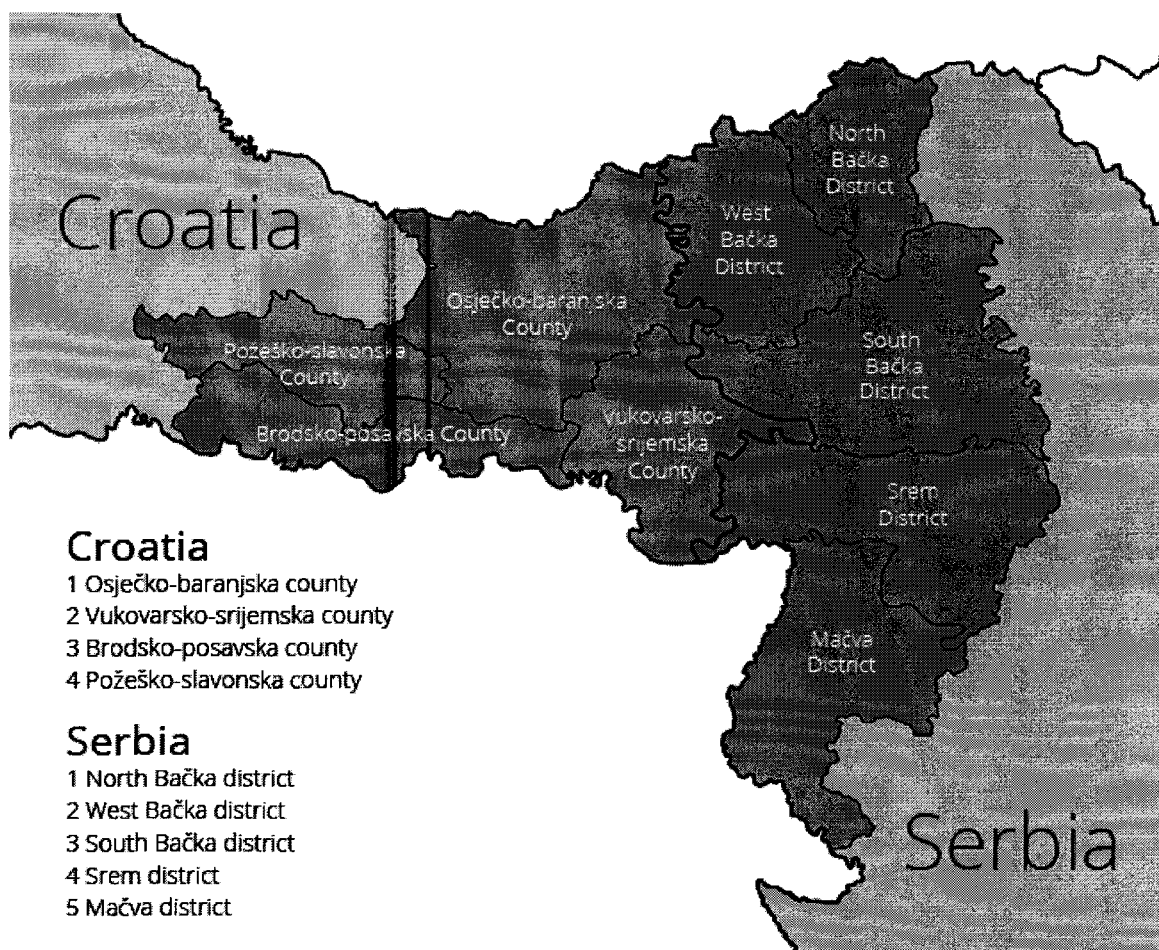 Croatia
North
Bačka
District
West
Bačka
District
Osječko-baranjska
County
South
Bačka
District
Požeško-slavonska
County
Vukovarsko-
srijemska
County
Brodsko-posavska County
Srem
District
Mačva
District
Serbia
Croatia
1 Osječko-baranjska county
2 Vukovarsko-srijemska county
3 Brodsko-posavska county
4 Požeško-slavonska county
Serbia
1 North Bačka district
2 West Bačka district
3 South Bačka district
4 Srem district
5 Mačva district